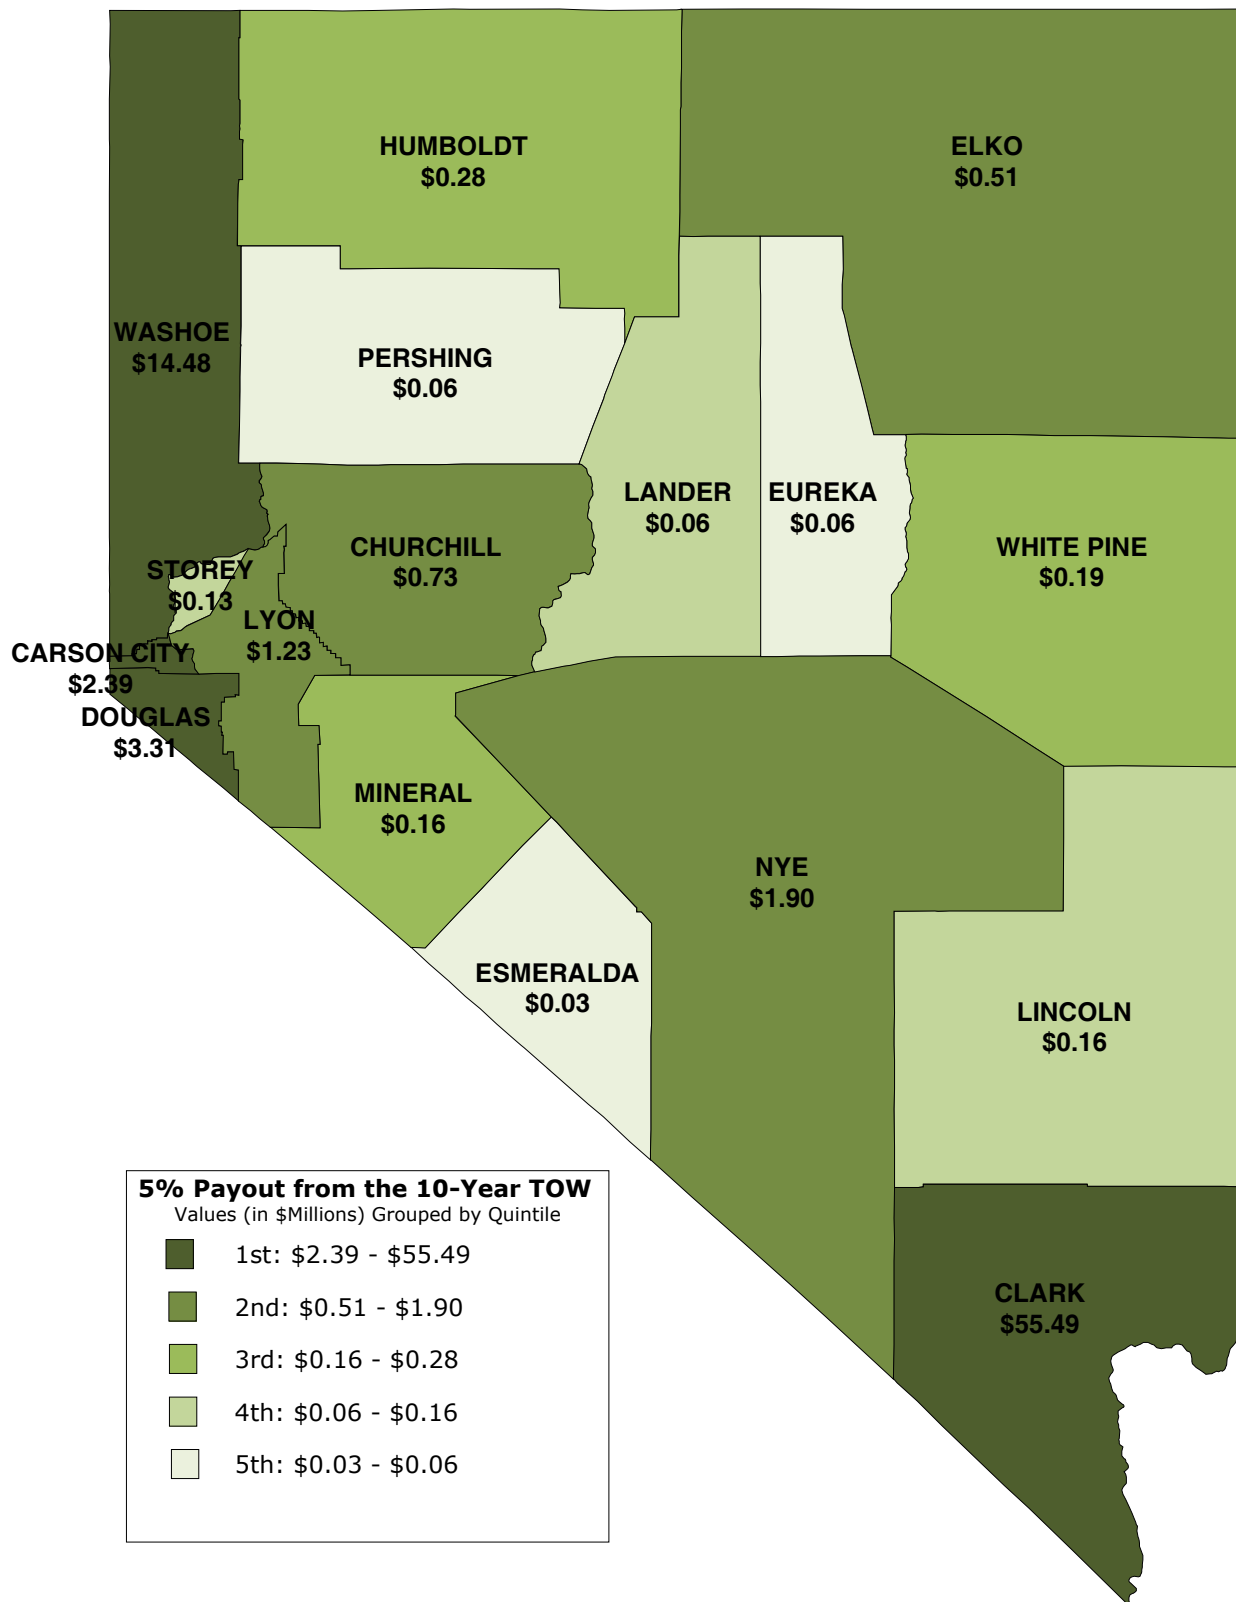 HUMBOLDT
$0.28
ELKO
$0.51
WASHOE
$14.48
PERSHING
$0.06
LANDER
$0.06
EUREKA
$0.06
CHURCHILL
$0.73
WHITE PINE
$0.19
STOREY
$0.13
LYON
$1.23
CARSON CITY
$2.39
DOUGLAS
$3.31
MINERAL
$0.16
NYE
$1.90
ESMERALDA
$0.03
LINCOLN
$0.16
CLARK
$55.49
5% Payout from the 10-Year TOW
Values (in $Millions) Grouped by Quintile
1st: $2.39 - $55.49
2nd: $0.51 - $1.90
3rd: $0.16 - $0.28
4th: $0.06 - $0.16
5th: $0.03 - $0.06